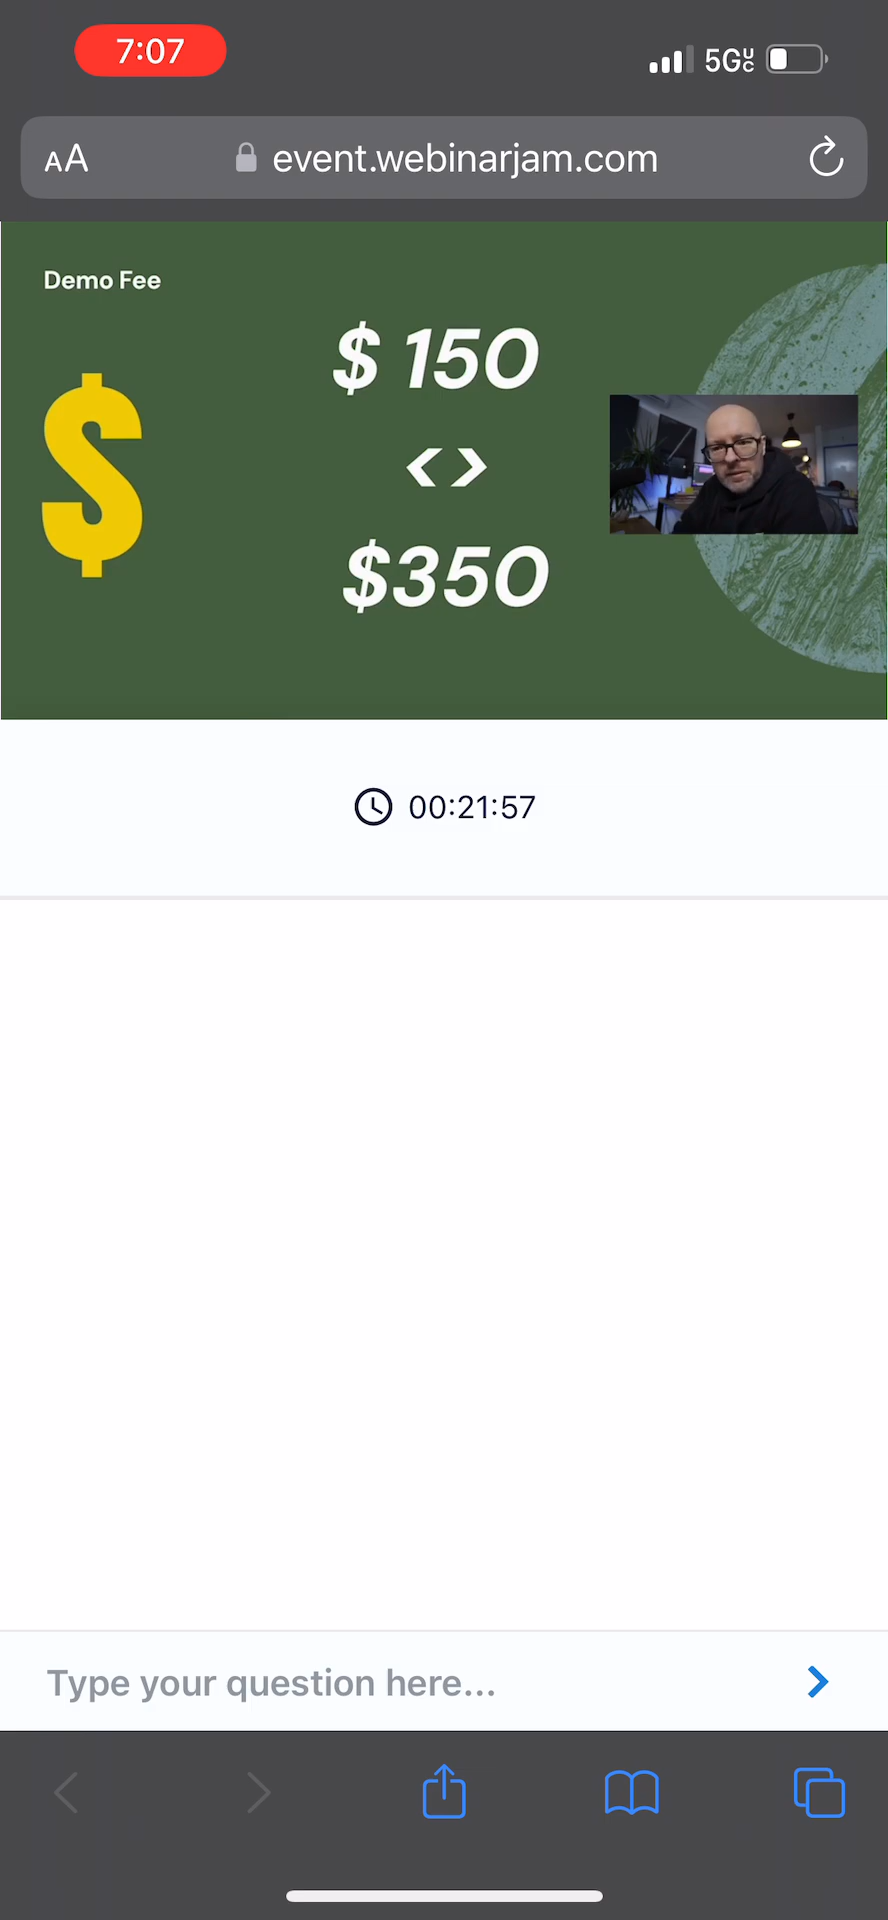 7:07
5G UC
AA
event.webinarjam.com
Demo Fee
$
$ 150
<>
$350
00:21:57
Type your question here...